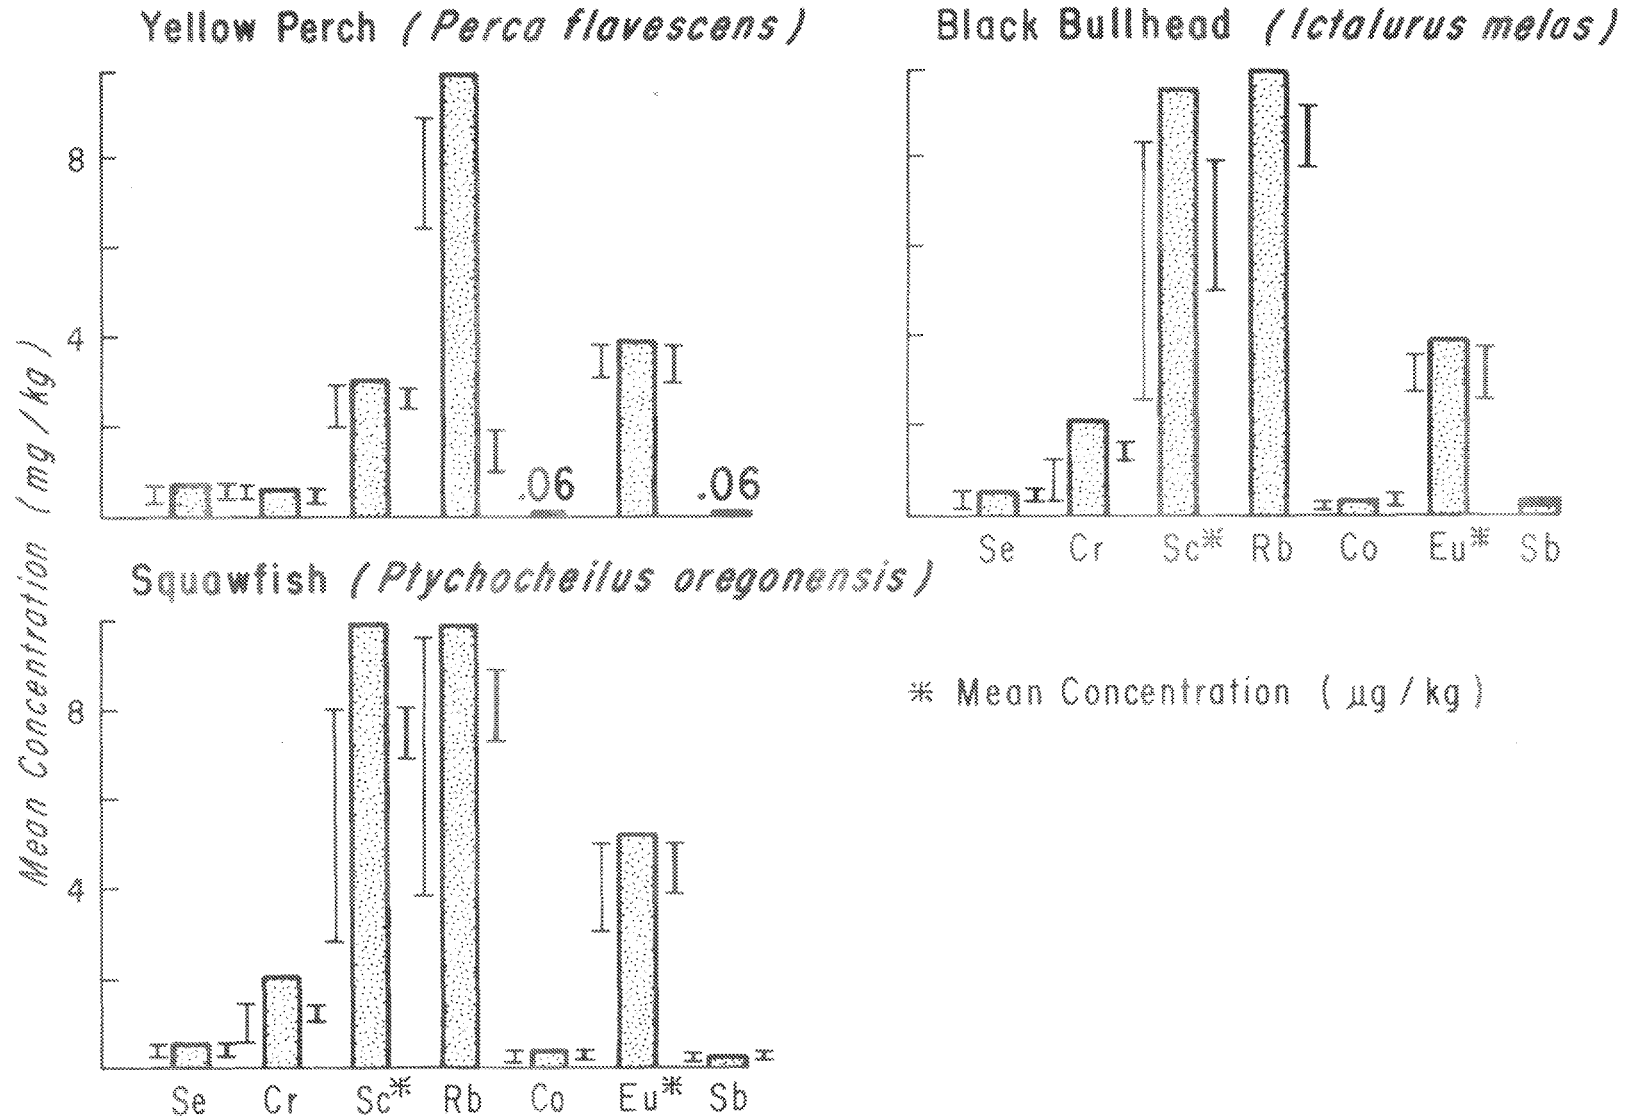 Yellow Perch (Perca flavescens)
Black Bullhead (Ictalurus melas)
8
4
.06
.06
Se Cr Sc* Rb Co Eu* Sb
Squawfish (Ptychocheilus oregonensis)
Mean Concentration (mg/kg)
* Mean Concentration (μg/kg)
8
4
Se Cr Sc* Rb Co Eu* Sb